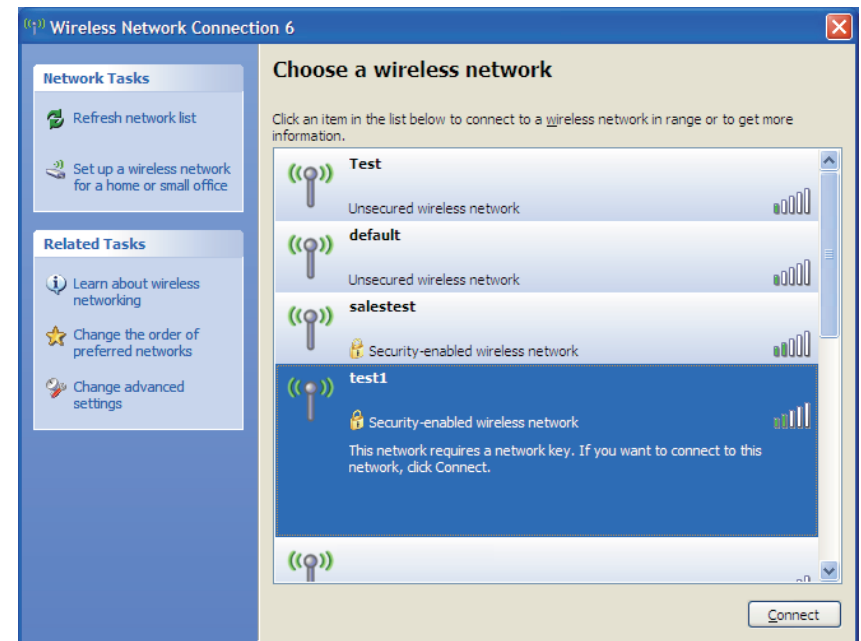 Wireless Network Connection 6
Network Tasks
Refresh network list
Set up a wireless network
for a home or small office
Related Tasks
Learn about wireless
networking
Change the order of
preferred networks
Change advanced
settings
Choose a wireless network
Click an item in the list below to connect to a wireless network in range or to get more
information.
Test
Unsecured wireless network
default
Unsecured wireless network
salestest
Security-enabled wireless network
test1
Security-enabled wireless network
This network requires a network key. If you want to connect to this
network, click Connect.
Connect